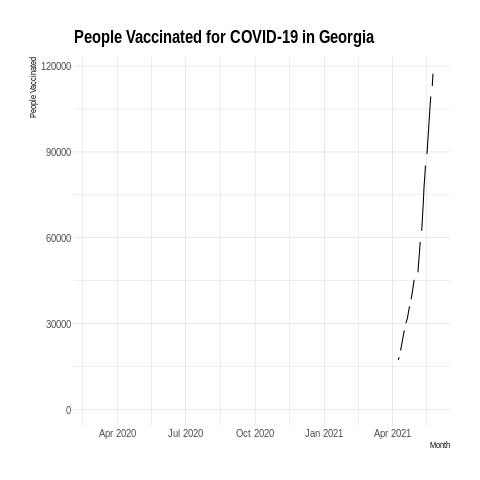 People Vaccinated for COVID-19 in Georgia
People Vaccinated
120000
90000
60000
30000
0
Apr 2020 Jul 2020 Oct 2020 Jan 2021 Apr 2021
Month